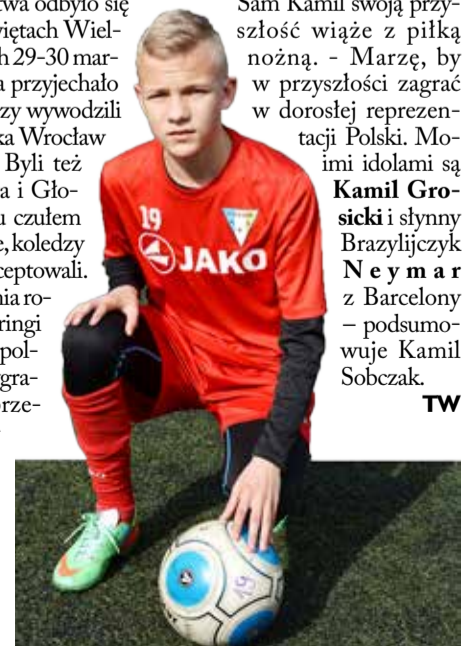 twa odbyło się
więtach Wiel-
h 29-30 mar-
a przyjechało
zy wywodzili
ka Wrocław
Byli też
a i Gło-
u czułem
e, koledzy
ceptowali.
nia ro-
ringi
pol-
gra-
rze-
Sam Kamil swoją przy-
szłość wiąże z piłką
nożną. - Marzę, by
w przyszłości zagrać
w dorosłej reprezen-
tacji Polski. Mo-
imi idolami są
Kamil Gro-
sicki i słynny
Brazylijczyk
Neymar
z Barcelony
– podsumo-
wuje Kamil
Sobczak.
TW
19
JAKO
19